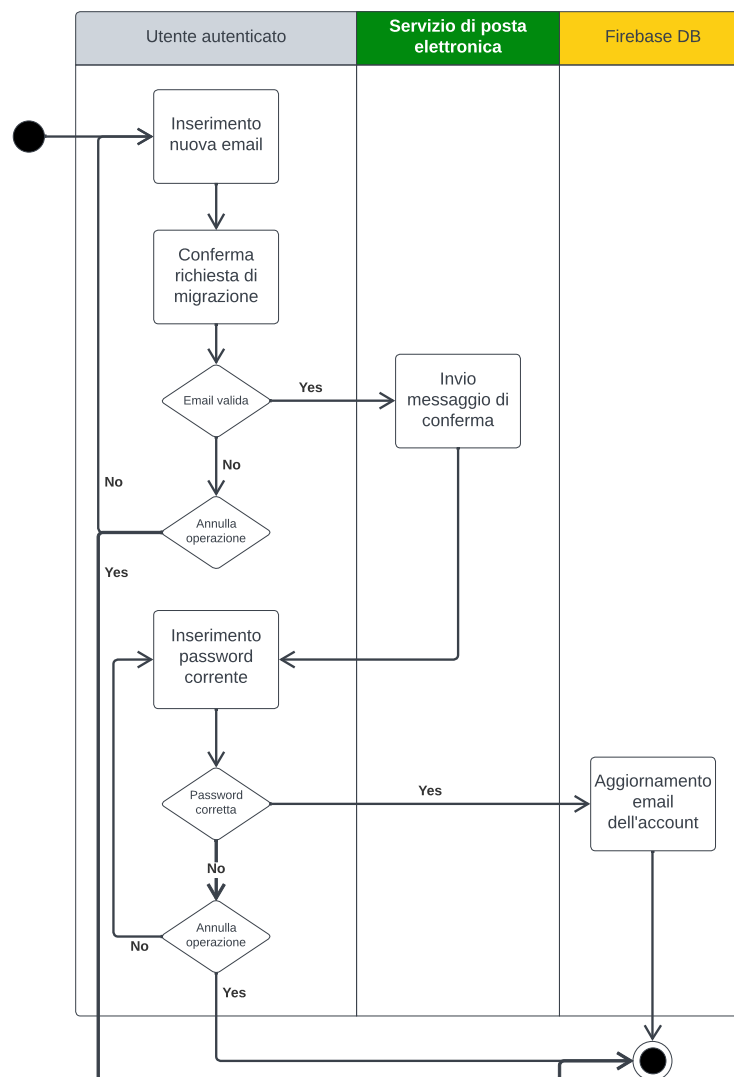 Utente autenticato
Servizio di posta
elettronica
Firebase DB
Inserimento
nuova email
Conferma
richiesta di
migrazione
Email valida
Yes
Invio
messaggio di
conferma
No
No
Annulla
operazione
Yes
Inserimento
password
corrente
Password
corretta
Yes
Aggiornamento
email
dell'account
No
Annulla
operazione
No
Yes